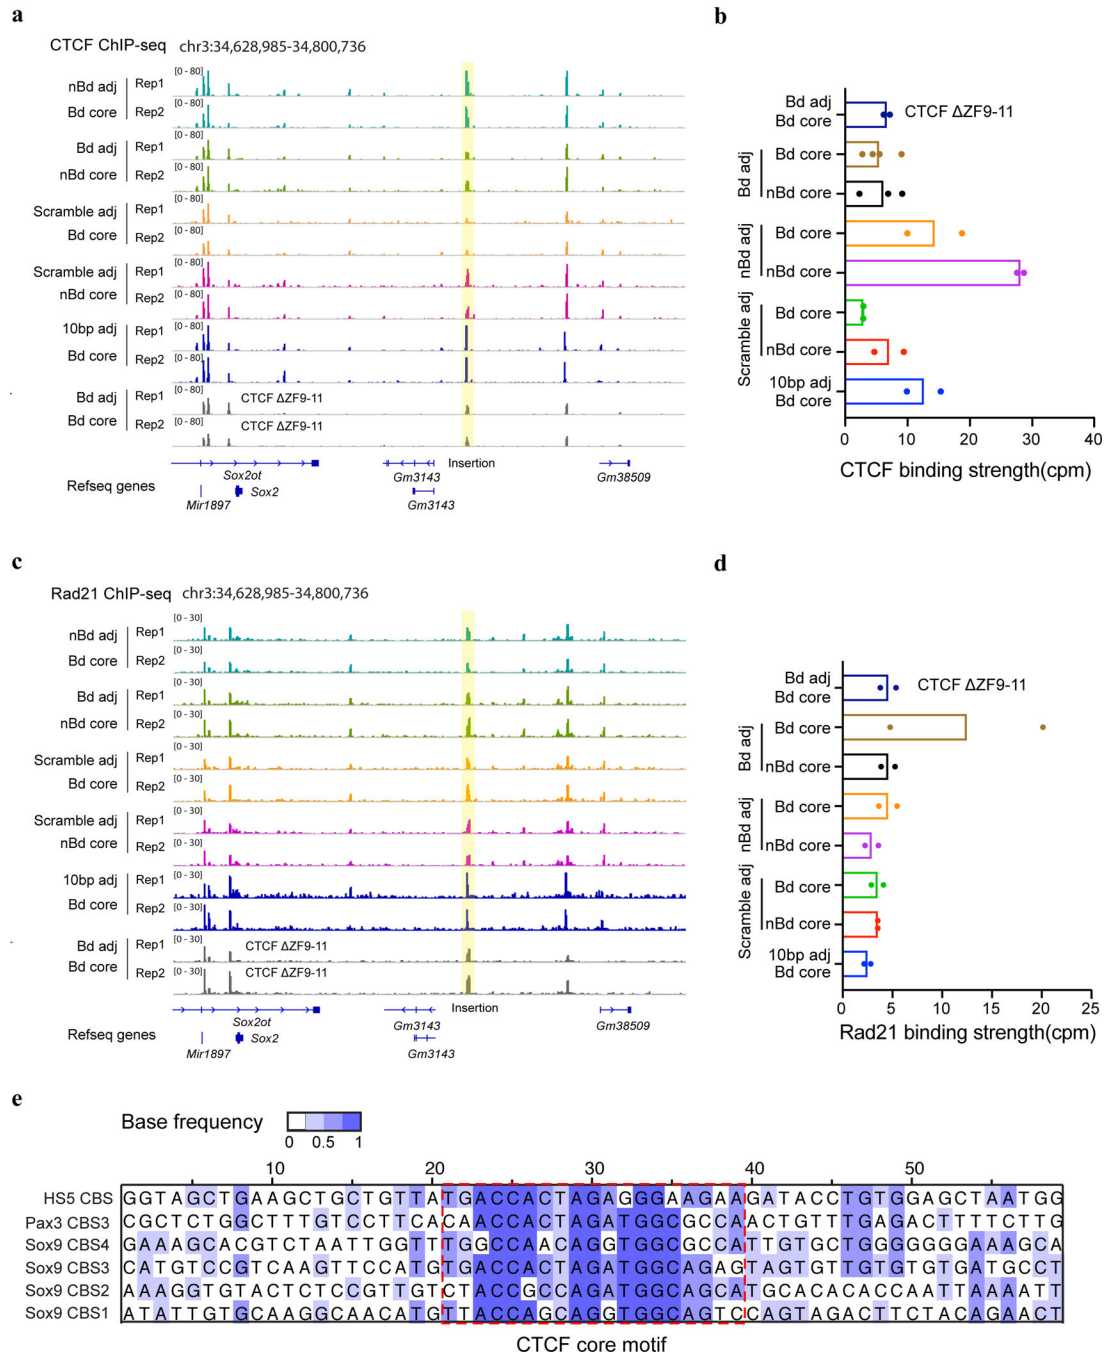 a
CTCF ChIP-seq chr3:34,628,985-34,800,736
nBd adj
Bd core
Rep1 [0 - 80]
Rep2 [0 - 80]
Bd adj
nBd core
Rep1 [0 - 80]
Rep2 [0 - 80]
Scramble adj
Bd core
Rep1 [0 - 80]
Rep2 [0 - 80]
Scramble adj
nBd core
Rep1 [0 - 80]
Rep2 [0 - 80]
10bp adj
Bd core
Rep1 [0 - 80]
Rep2 [0 - 80]
Bd adj
Bd core
Rep1 [0 - 80] CTCF ΔZF9-11
Rep2 [0 - 80] CTCF ΔZF9-11
Refseq genes
Sox2ot
Mir1897
Sox2
Gm3143
Gm3143
Insertion
Gm38509
b
Bd adj
Bd core
CTCF ΔZF9-11
Bd adj
Bd core
nBd core
nBd adj
Bd core
nBd core
Scramble adj
Bd core
nBd core
10bp adj
Bd core
0 10 20 30 40
CTCF binding strength(cpm)
c
Rad21 ChIP-seq chr3:34,628,985-34,800,736
nBd adj
Bd core
Rep1 [0 - 30]
Rep2 [0 - 30]
Bd adj
nBd core
Rep1 [0 - 30]
Rep2 [0 - 30]
Scramble adj
Bd core
Rep1 [0 - 30]
Rep2 [0 - 30]
Scramble adj
nBd core
Rep1 [0 - 30]
Rep2 [0 - 30]
10bp adj
Bd core
Rep1 [0 - 30]
Rep2 [0 - 30]
Bd adj
Bd core
Rep1 [0 - 30] CTCF ΔZF9-11
Rep2 [0 - 30] CTCF ΔZF9-11
Refseq genes
Sox2ot
Mir1897
Sox2
Gm3143
Gm3143
Insertion
Gm38509
d
Bd adj
Bd core
CTCF ΔZF9-11
Bd adj
Bd core
nBd core
nBd adj
Bd core
nBd core
Scramble adj
Bd core
nBd core
10bp adj
Bd core
0 5 10 15 20 25
Rad21 binding strength(cpm)
e
Base frequency
0 0.5 1
10 20 30 40 50
HS5 CBS GGTAGCTGAAGCTGCTGTTATGACCACTAGAGGGAAGAAGATACCTGTGGAGCTAATGG
Pax3 CBS3 CGCTCTGGCTTTGTCCTTCACAACCACTAGATGGCGCCAACTGTTTGAGACTTTTCTTG
Sox9 CBS4 GAAAGCACGTCTAATTGGTTTGGCCAACAGGTGGCGCCATTGTGCTGGGGGGGAAAGCA
Sox9 CBS3 CATGTCCGTCAAGTTCCATGTGACCACTAGATGGCAGAGTAGTGTTGTGTGTGATGCCT
Sox9 CBS2 AAAGGTGTACTCTCCGTTGTCTACCGCCAGATGGCAGCATGCACACACCAATTAAAATT
Sox9 CBS1 ATATTGTGCAAGGCAACATGTTACCAGCAGGTGGCAGTCCAGTAGACTTCTACAGAACT
CTCF core motif